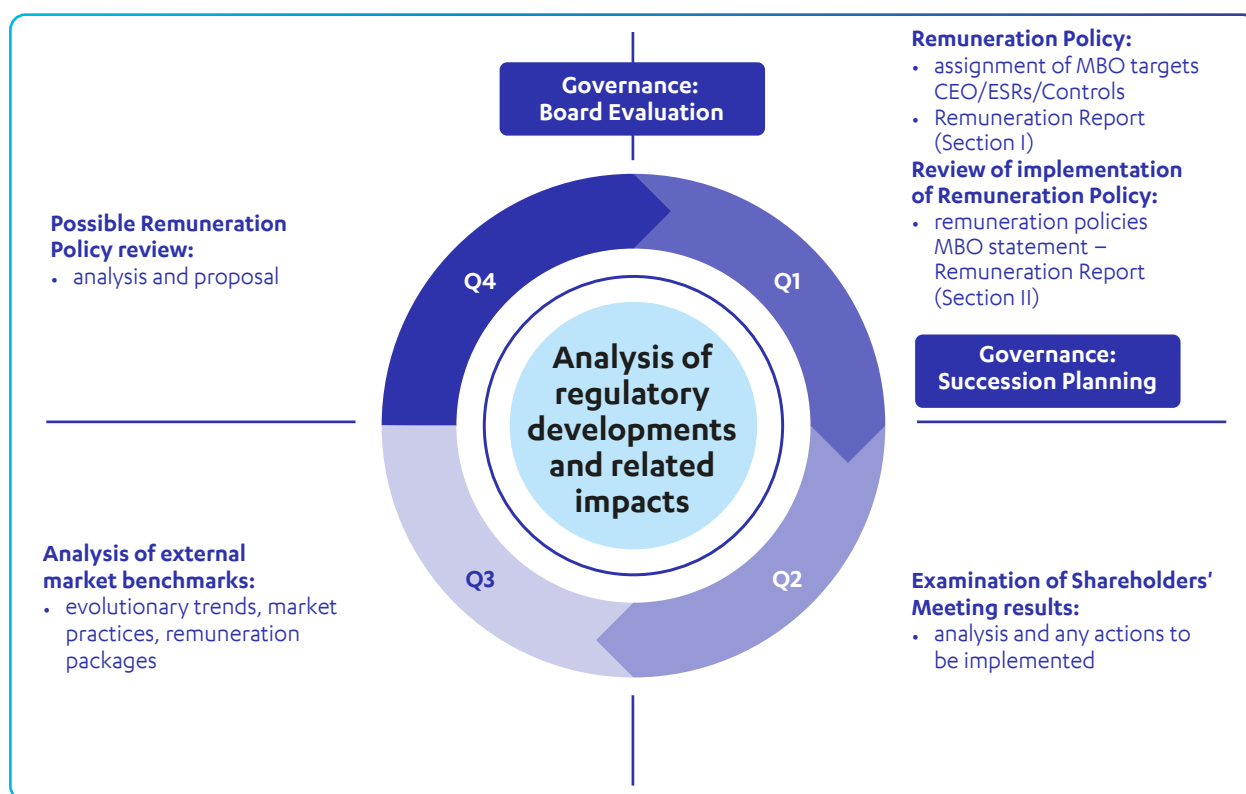 Governance:
Board Evaluation
Remuneration Policy:
• assignment of MBO targets
CEO/ESRs/Controls
• Remuneration Report
(Section I)
Review of implementation
of Remuneration Policy:
• remuneration policies
MBO statement –
Remuneration Report
(Section II)
Governance:
Succession Planning
Possible Remuneration
Policy review:
• analysis and proposal
Q4
Q1
Analysis of
regulatory
developments
and related
impacts
Q3
Q2
Analysis of external
market benchmarks:
• evolutionary trends, market
practices, remuneration
packages
Examination of Shareholders'
Meeting results:
• analysis and any actions to
be implemented